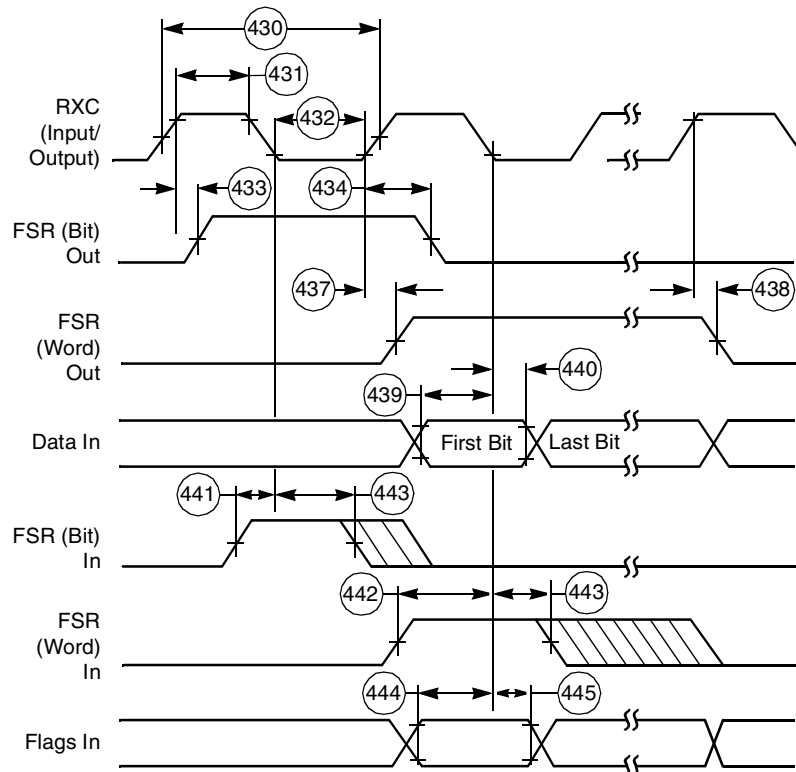 430
431
RXC
(Input/
Output)
432
433
434
FSR (Bit)
Out
437
438
FSR
(Word)
Out
439
440
Data In
First Bit
Last Bit
441
443
FSR (Bit)
In
442
443
FSR
(Word)
In
444
445
Flags In